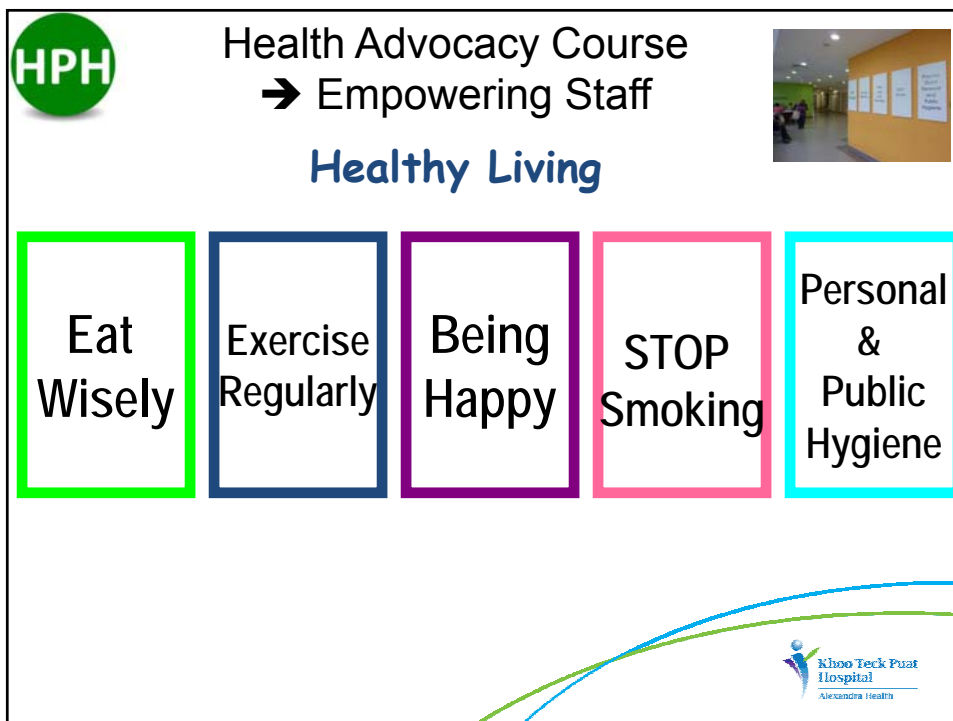 HPH
Health Advocacy Course
➔ Empowering Staff
Healthy Living
Eat
Wisely
Exercise
Regularly
Being
Happy
STOP
Smoking
Personal
&
Public
Hygiene
Khoo Teck Puat
Hospital
Alexandra Health